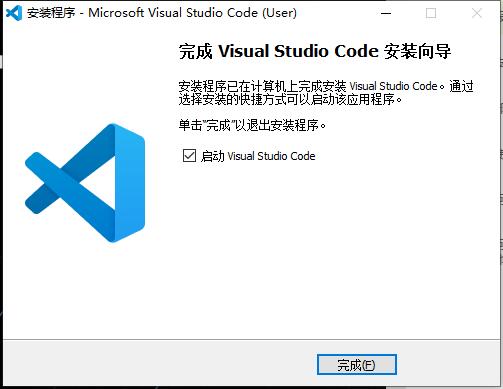 安装程序 - Microsoft Visual Studio Code (User)
完成 Visual Studio Code 安装向导
安装程序已在计算机上完成安装 Visual Studio Code。通过
选择安装的快捷方式可以启动该应用程序。
单击“完成”以退出安装程序。
启动 Visual Studio Code
完成(F)